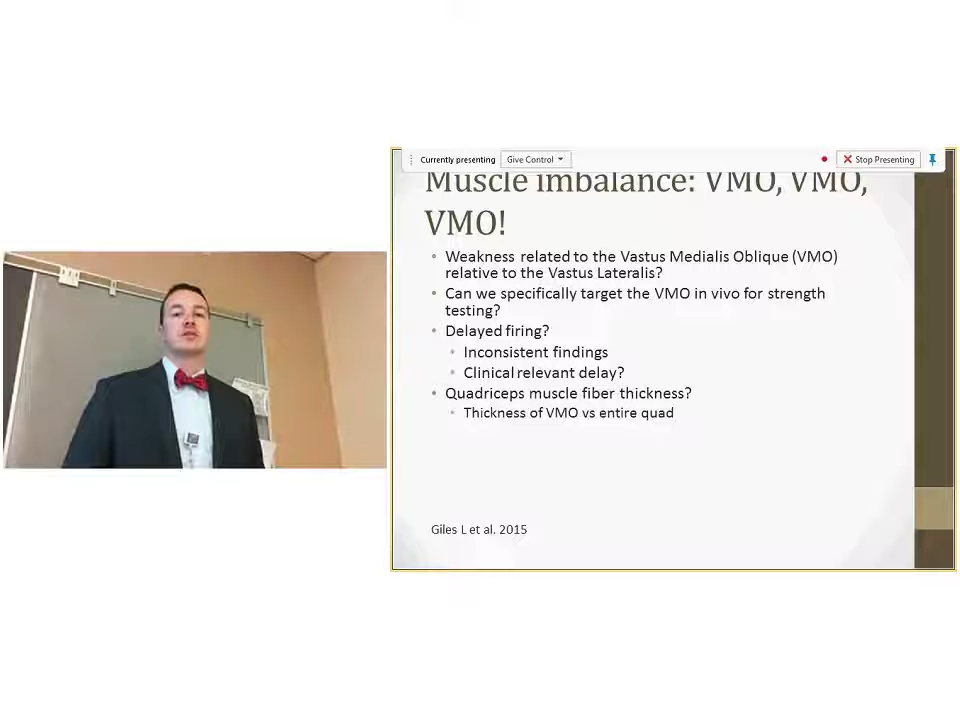 Currently presenting Give Control Stop Presenting
Muscle imbalance: VMO, VMO,
VMO!
• Weakness related to the Vastus Medialis Oblique (VMO)
relative to the Vastus Lateralis?
• Can we specifically target the VMO in vivo for strength
testing?
• Delayed firing?
• Inconsistent findings
• Clinical relevant delay?
• Quadriceps muscle fiber thickness?
• Thickness of VMO vs entire quad
Giles L et al. 2015